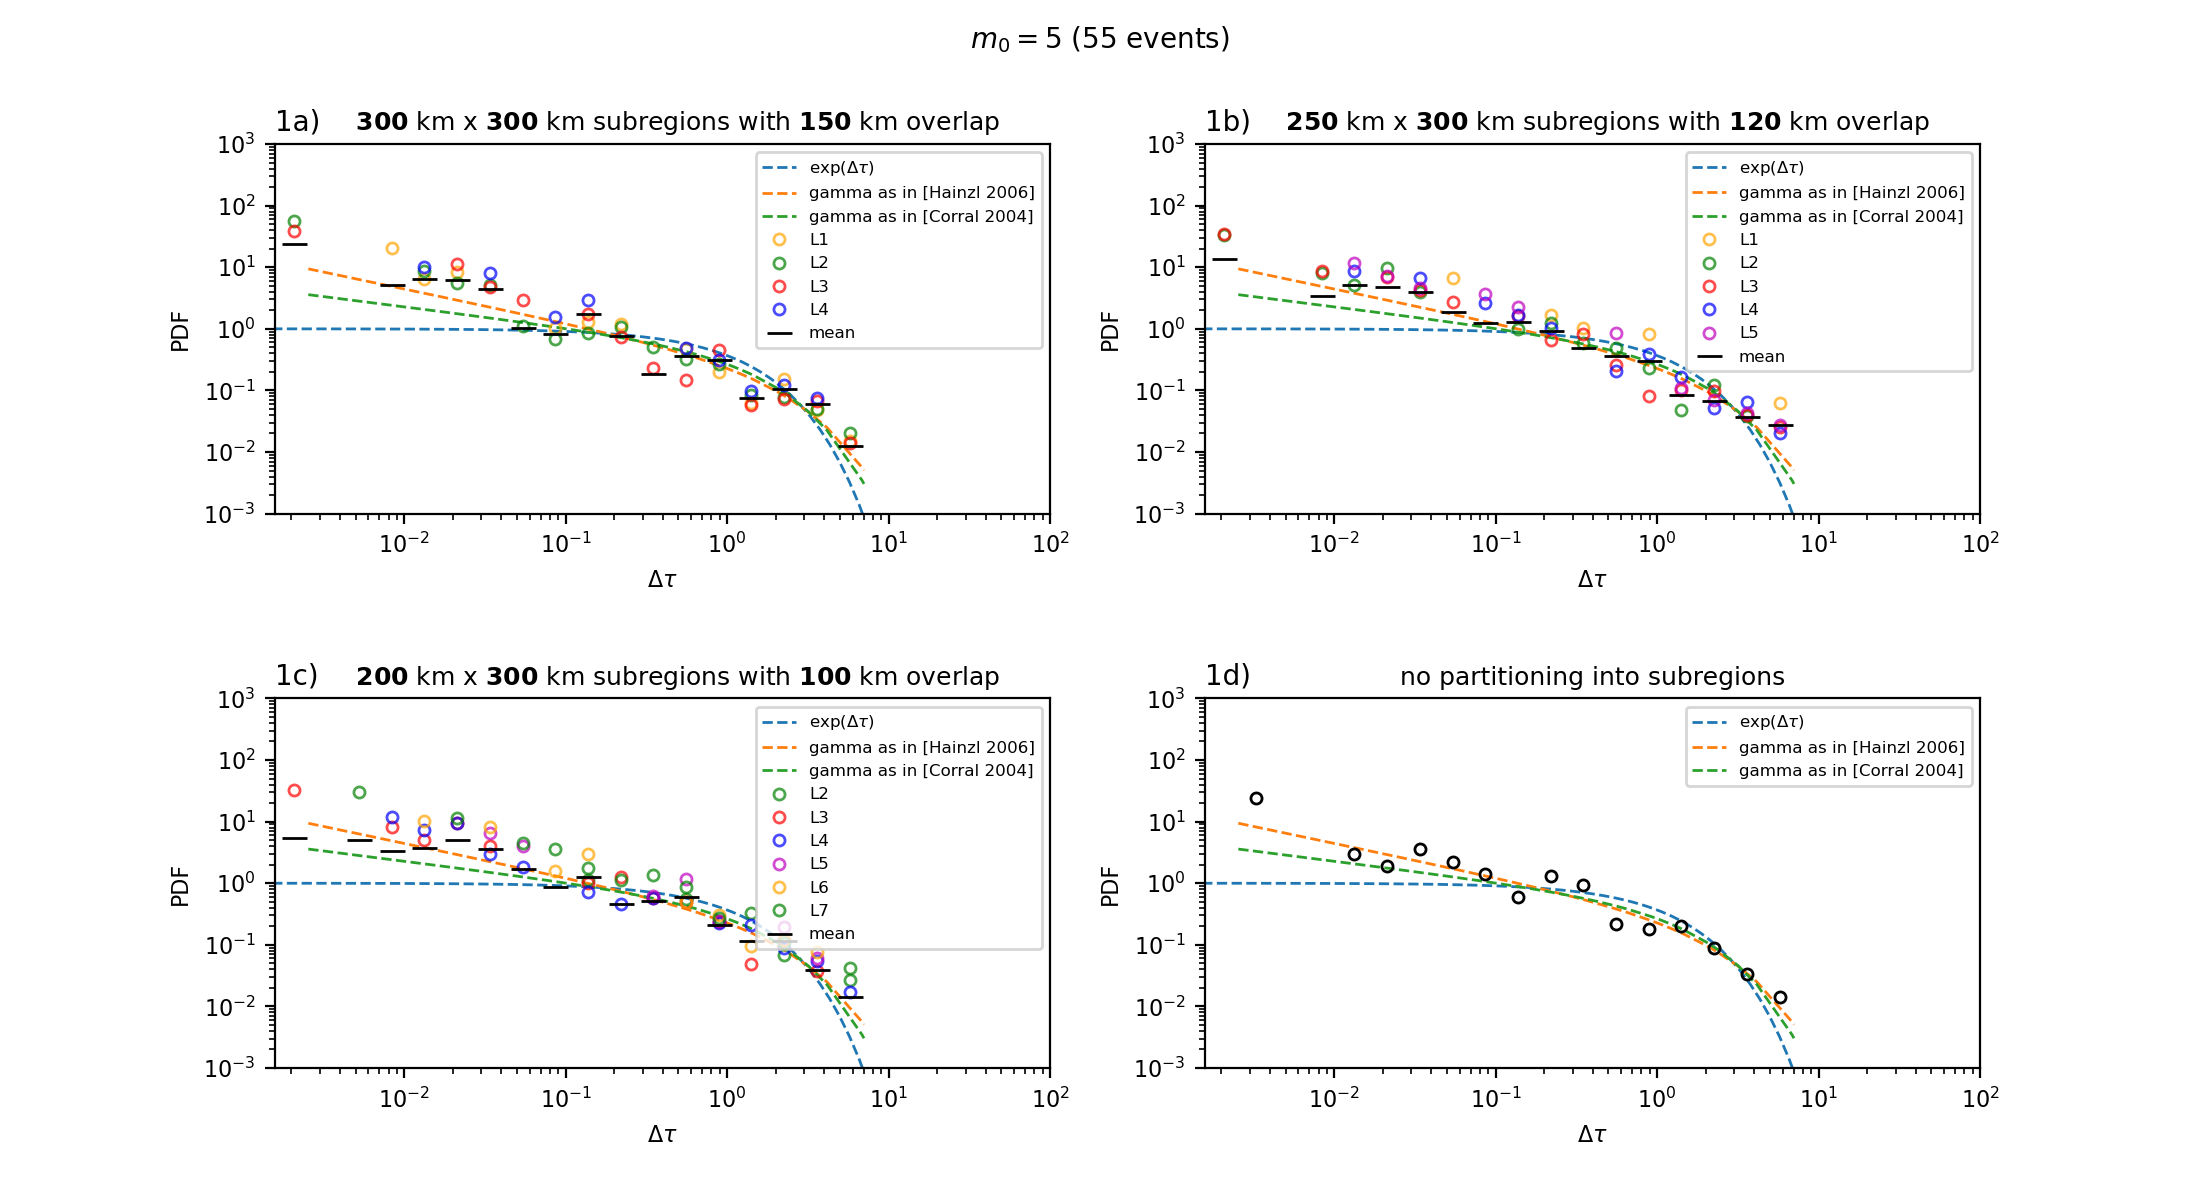 m₀ = 5 (55 events)
1a) 300 km x 300 km subregions with 150 km overlap
10³
10²
10¹
10⁰
10⁻¹
10⁻²
10⁻³
PDF
exp(Δτ)
gamma as in [Hainzl 2006]
gamma as in [Corral 2004]
L1
L2
L3
L4
mean
10⁻² 10⁻¹ 10⁰ 10¹ 10²
Δτ
1b) 250 km x 300 km subregions with 120 km overlap
10³
10²
10¹
10⁰
10⁻¹
10⁻²
10⁻³
PDF
exp(Δτ)
gamma as in [Hainzl 2006]
gamma as in [Corral 2004]
L1
L2
L3
L4
L5
mean
10⁻² 10⁻¹ 10⁰ 10¹ 10²
Δτ
1c) 200 km x 300 km subregions with 100 km overlap
10³
10²
10¹
10⁰
10⁻¹
10⁻²
10⁻³
PDF
exp(Δτ)
gamma as in [Hainzl 2006]
gamma as in [Corral 2004]
L2
L3
L4
L5
L6
L7
mean
10⁻² 10⁻¹ 10⁰ 10¹ 10²
Δτ
1d) no partitioning into subregions
10³
10²
10¹
10⁰
10⁻¹
10⁻²
10⁻³
PDF
exp(Δτ)
gamma as in [Hainzl 2006]
gamma as in [Corral 2004]
10⁻² 10⁻¹ 10⁰ 10¹ 10²
Δτ